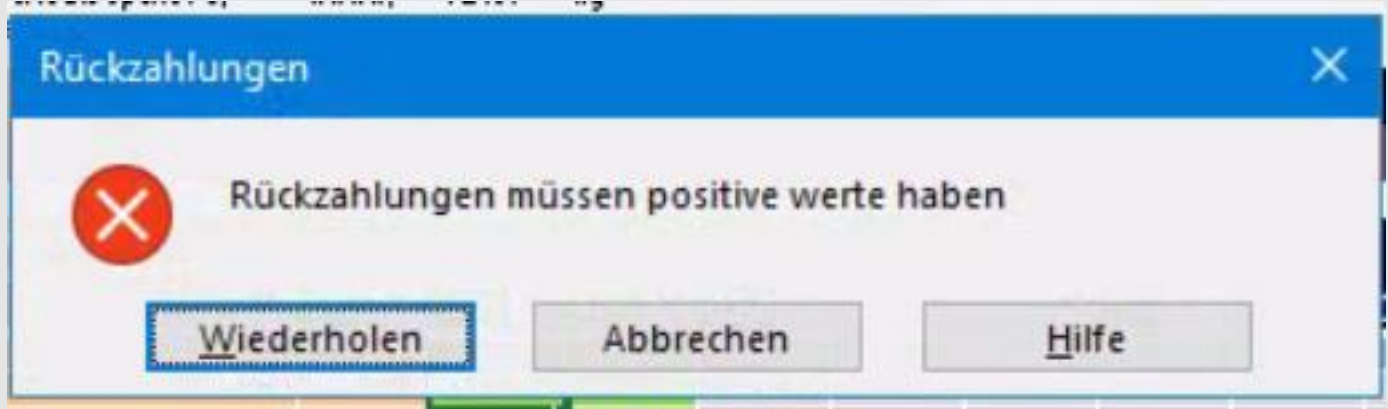 Rückzahlungen
Rückzahlungen müssen positive werte haben
Wiederholen
Abbrechen
Hilfe